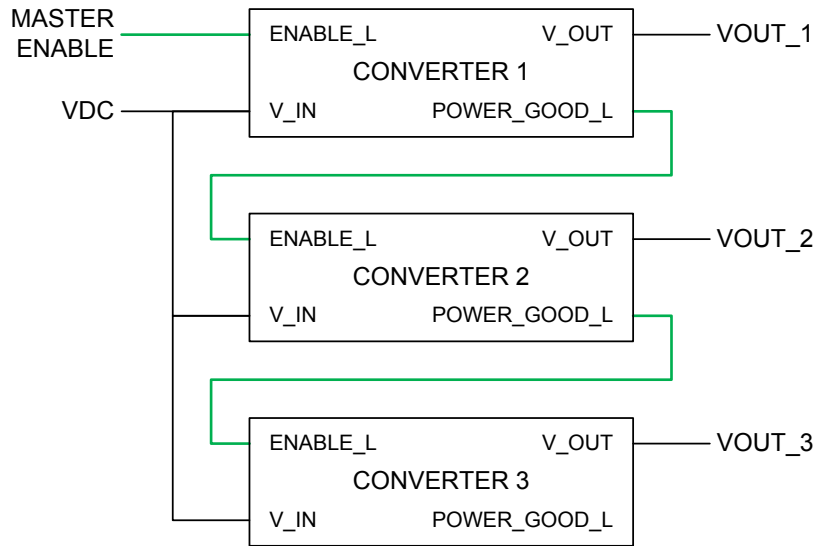 MASTER
ENABLE
ENABLE_L V_OUT VOUT_1
CONVERTER 1
VDC V_IN POWER_GOOD_L
ENABLE_L V_OUT VOUT_2
CONVERTER 2
V_IN POWER_GOOD_L
ENABLE_L V_OUT VOUT_3
CONVERTER 3
V_IN POWER_GOOD_L